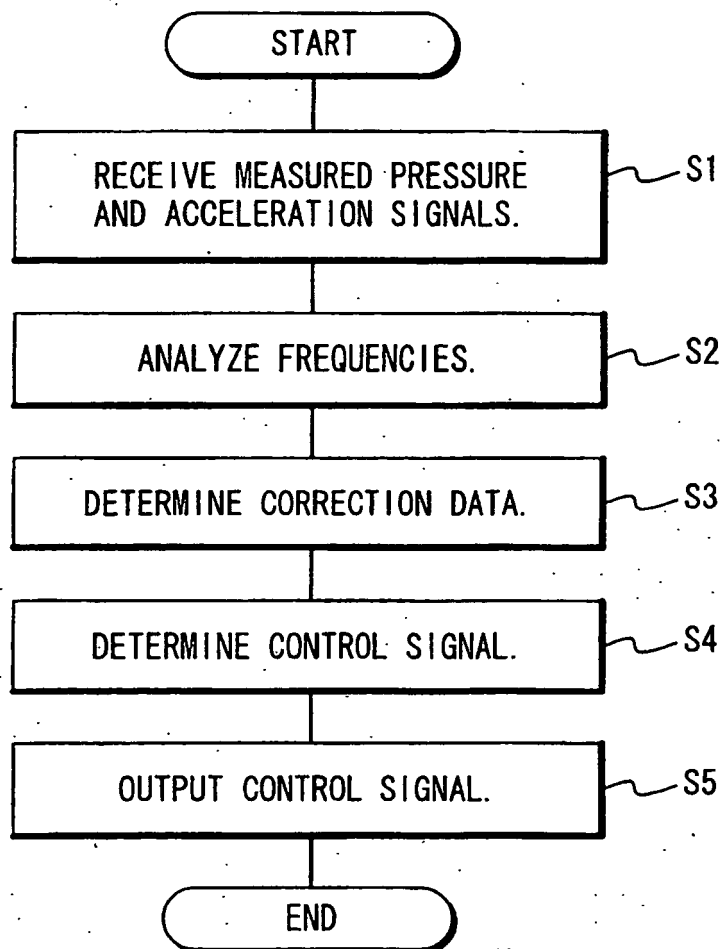 START
RECEIVE MEASURED PRESSURE
AND ACCELERATION SIGNALS.
S1
ANALYZE FREQUENCIES.
S2
DETERMINE CORRECTION DATA.
S3
DETERMINE CONTROL SIGNAL.
S4
OUTPUT CONTROL SIGNAL.
S5
END